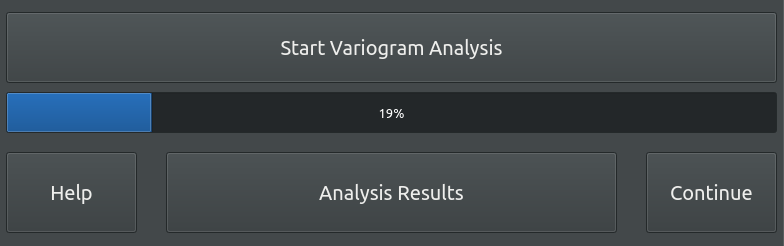 Start Variogram Analysis
19%
Help
Analysis Results
Continue